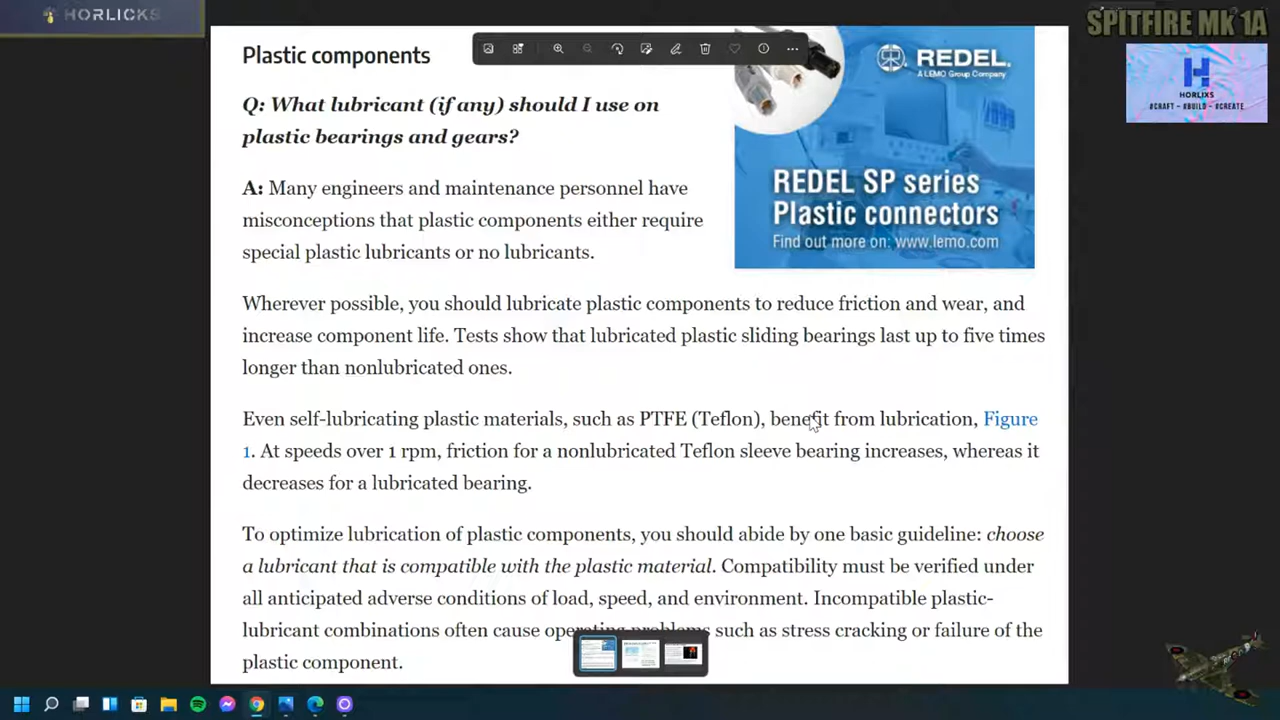 HORLICKS
SPITFIRE Mk 1A
Plastic components
REDEL.
A LEMO Group Company
H
HORLIXS
#CRAFT - #BUILD - #CREATE
Q: What lubricant (if any) should I use on
plastic bearings and gears?
REDEL SP series
Plastic connectors
Find out more on: www.lemo.com
A: Many engineers and maintenance personnel have
misconceptions that plastic components either require
special plastic lubricants or no lubricants.
Wherever possible, you should lubricate plastic components to reduce friction and wear, and
increase component life. Tests show that lubricated plastic sliding bearings last up to five times
longer than nonlubricated ones.
Even self-lubricating plastic materials, such as PTFE (Teflon), benefit from lubrication, Figure
1. At speeds over 1 rpm, friction for a nonlubricated Teflon sleeve bearing increases, whereas it
decreases for a lubricated bearing.
To optimize lubrication of plastic components, you should abide by one basic guideline: choose
a lubricant that is compatible with the plastic material. Compatibility must be verified under
all anticipated adverse conditions of load, speed, and environment. Incompatible plastic-
lubricant combinations often cause operating problems such as stress cracking or failure of the
plastic component.